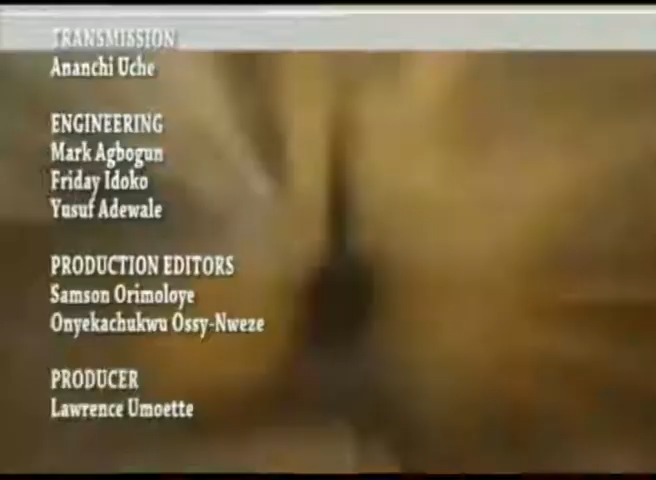 TRANSMISSION
Ananchi Uche
ENGINEERING
Mark Agbogun
Friday Idoko
Yusuf Adewale
PRODUCTION EDITORS
Samson Orimoloye
Onyekachukwu Ossy-Nweze
PRODUCER
Lawrence Umoette